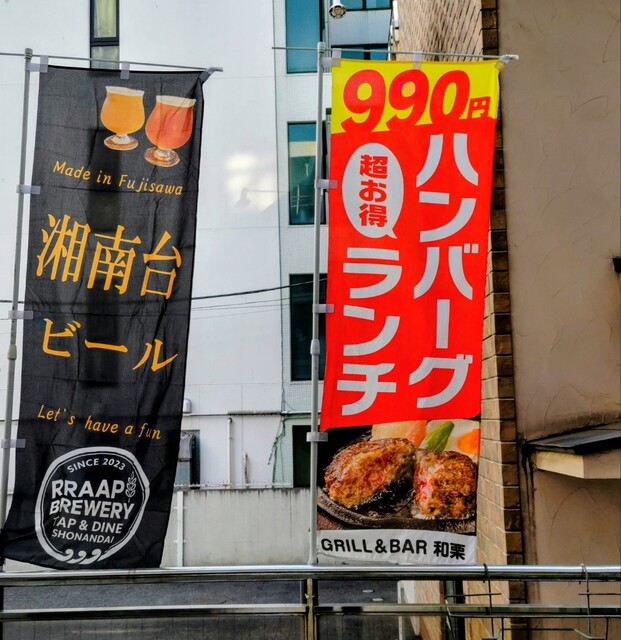 Made in Fujisawa
湘南台
ビール
Let's have a fun
SINCE 2023
RRAAP
BREWERY
TAP & DINE
SHONANDAI
990円
ハンバーグ
超お得
ランチ
GRILL & BAR 和栗